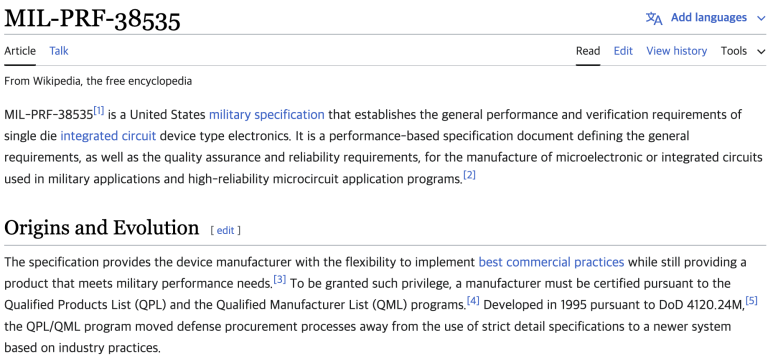 MIL-PRF-38535
Add languages
Article Talk Read Edit View history Tools
From Wikipedia, the free encyclopedia
MIL-PRF-38535[1] is a United States military specification that establishes the general performance and verification requirements of
single die integrated circuit device type electronics. It is a performance-based specification document defining the general
requirements, as well as the quality assurance and reliability requirements, for the manufacture of microelectronic or integrated circuits
used in military applications and high-reliability microcircuit application programs.[2]
Origins and Evolution [ edit ]
The specification provides the device manufacturer with the flexibility to implement best commercial practices while still providing a
product that meets military performance needs.[3] To be granted such privilege, a manufacturer must be certified pursuant to the
Qualified Products List (QPL) and the Qualified Manufacturer List (QML) programs.[4] Developed in 1995 pursuant to DoD 4120.24M,[5]
the QPL/QML program moved defense procurement processes away from the use of strict detail specifications to a newer system
based on industry practices.